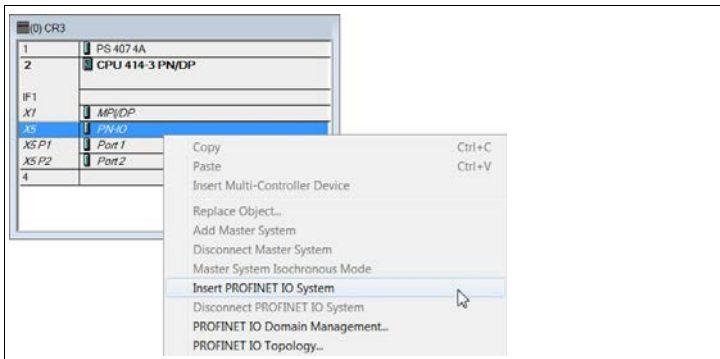 (0) CR3
1 PS 407 4A
2 CPU 414-3 PN/DP
IF1
X1 MPI/DP
X5 PN-IO
X5 P1 Port 1
X5 P2 Port 2
4
Copy Ctrl+C
Paste Ctrl+V
Insert Multi-Controller Device
Replace Object...
Add Master System
Disconnect Master System
Master System Isochronous Mode
Insert PROFINET IO System
Disconnect PROFINET IO System
PROFINET IO Domain Management...
PROFINET IO Topology...